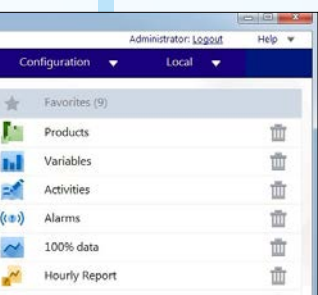 Administrator: Logout Help
Configuration Local
Favorites (9)
Products
Variables
Activities
Alarms
100% data
Hourly Report